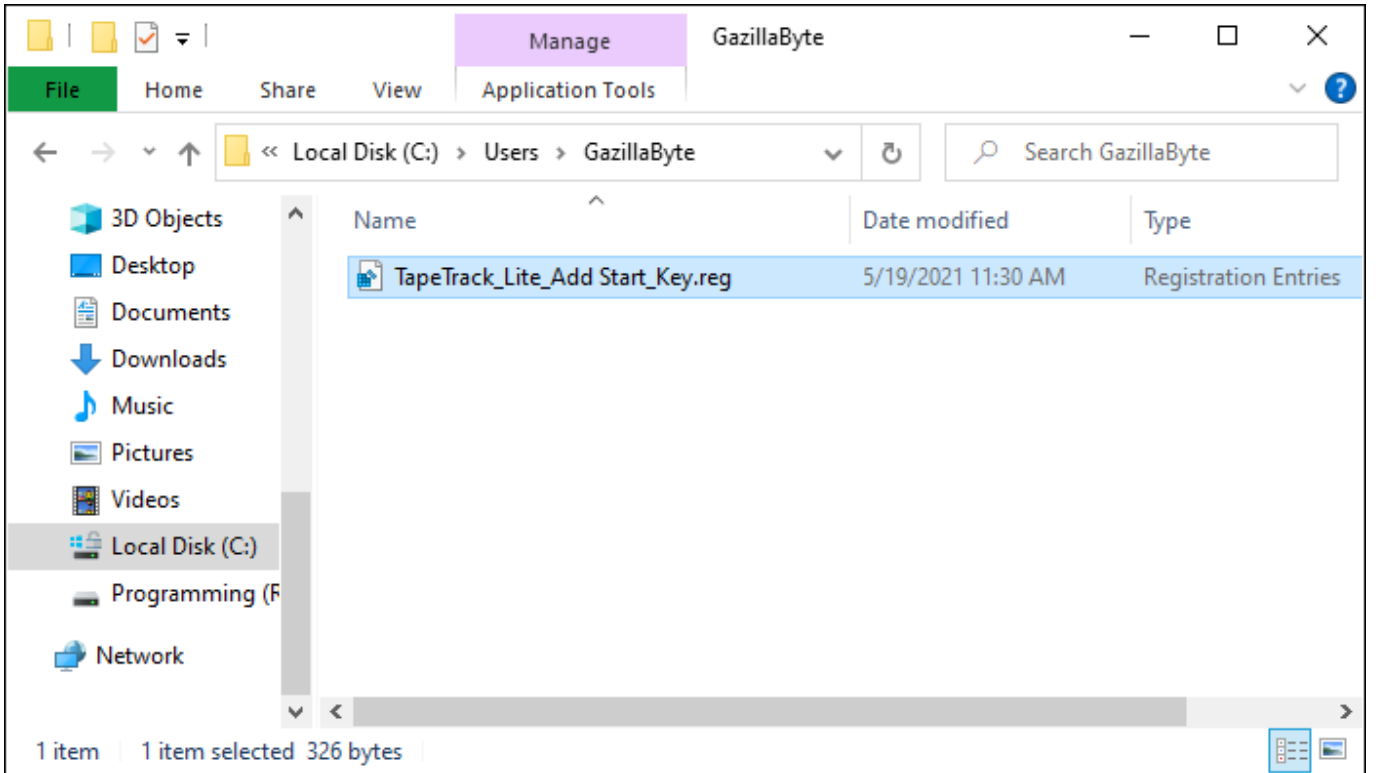 Manage GazillaByte
File Home Share View Application Tools
« Local Disk (C:) > Users > GazillaByte Search GazillaByte
Name Date modified Type
3D Objects
TapeTrack_Lite_Add Start_Key.reg 5/19/2021 11:30 AM Registration Entries
Desktop
Documents
Downloads
Music
Pictures
Videos
Local Disk (C:)
Programming (R
Network
1 item 1 item selected 326 bytes